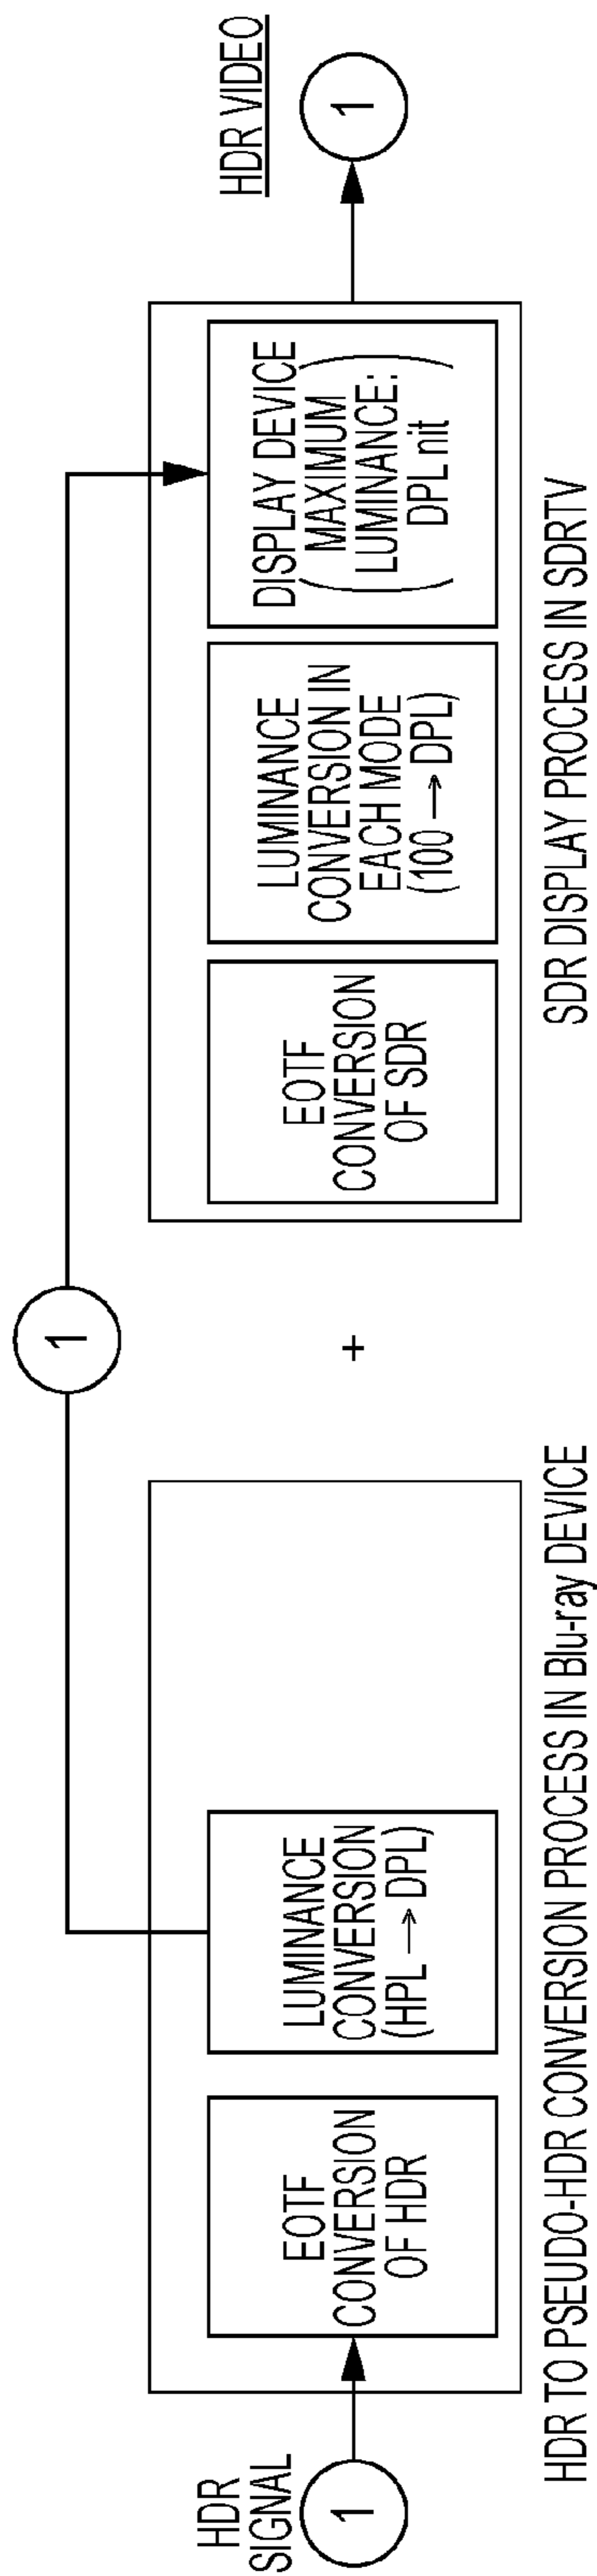 HDR
SIGNAL
1
EOTF
CONVERSION
OF HDR
LUMINANCE
CONVERSION
(HPL → DPL)
HDR TO PSEUDO-HDR CONVERSION PROCESS IN Blu-ray DEVICE
1
+
EOTF
CONVERSION
OF SDR
LUMINANCE
CONVERSION IN
EACH MODE
(100 → DPL)
DISPLAY DEVICE
(MAXIMUM
LUMINANCE:
DPL nit)
SDR DISPLAY PROCESS IN SDRTV
HDR VIDEO
1